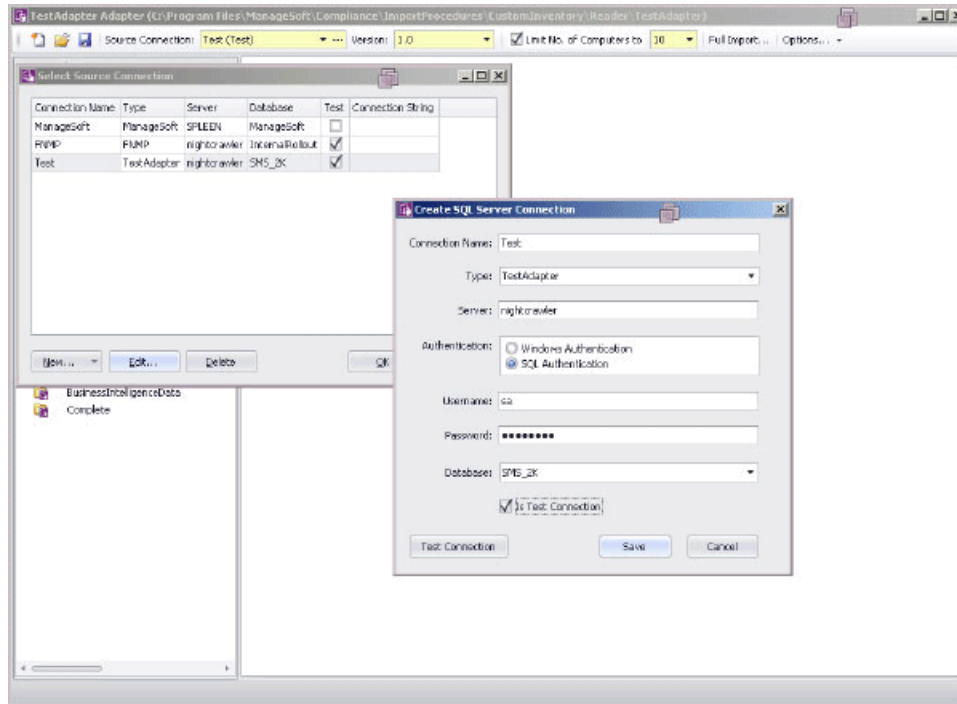 TestAdapter Adapter (C:\Program Files\ManageSoft\Compliance\ImportProcedures\CustomInventory\Reader\TestAdapter)
Source Connection: Test (Test) Version: 1.0 Limit No. of Computers to 10 Full Import... Options...
Select Source Connection
Connection Name Type Server Database Test Connection String
ManageSoft ManageSoft SPLEEN ManageSoft
FNMP FNMP nightcrawler InternalRollout
Test TestAdapter nightcrawler SMS_2K
New... Edit... Delete OK
BusinessIntelligenceData
Complete
Create SQL Server Connection
Connection Name: Test
Type: TestAdapter
Server: nightcrawler
Authentication: Windows Authentication
SQL Authentication
Username: sa
Password: ••••••••
Database: SMS_2K
Is Test Connection
Test Connection Save Cancel